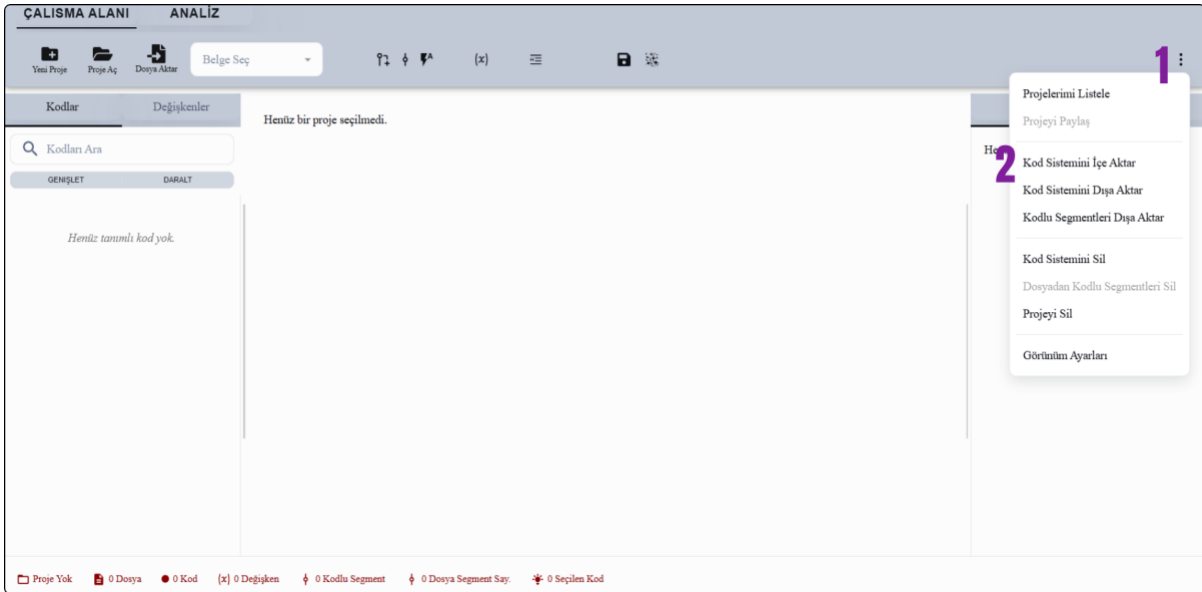 ÇALISMA ALANI ANALİZ
Yeni Proje Proje Aç Dosya Aktar Belge Seç (x) 1
Kodlar Değişkenler
Henüz bir proje seçilmedi.
Kodları Ara
GENIŞLET DARALT
Henüz tanımlı kod yok.
He
Projelerimi Listele
Projeyi Paylaş
2 Kod Sistemini İçe Aktar
Kod Sistemini Dışa Aktar
Kodlu Segmentleri Dışa Aktar
Kod Sistemini Sil
Dosyadan Kodlu Segmentleri Sil
Projeyi Sil
Görünüm Ayarları
Proje Yok 0 Dosya 0 Kod (x) 0 Değişken 0 Kodlu Segment 0 Dosya Segment Say. 0 Seçilen Kod